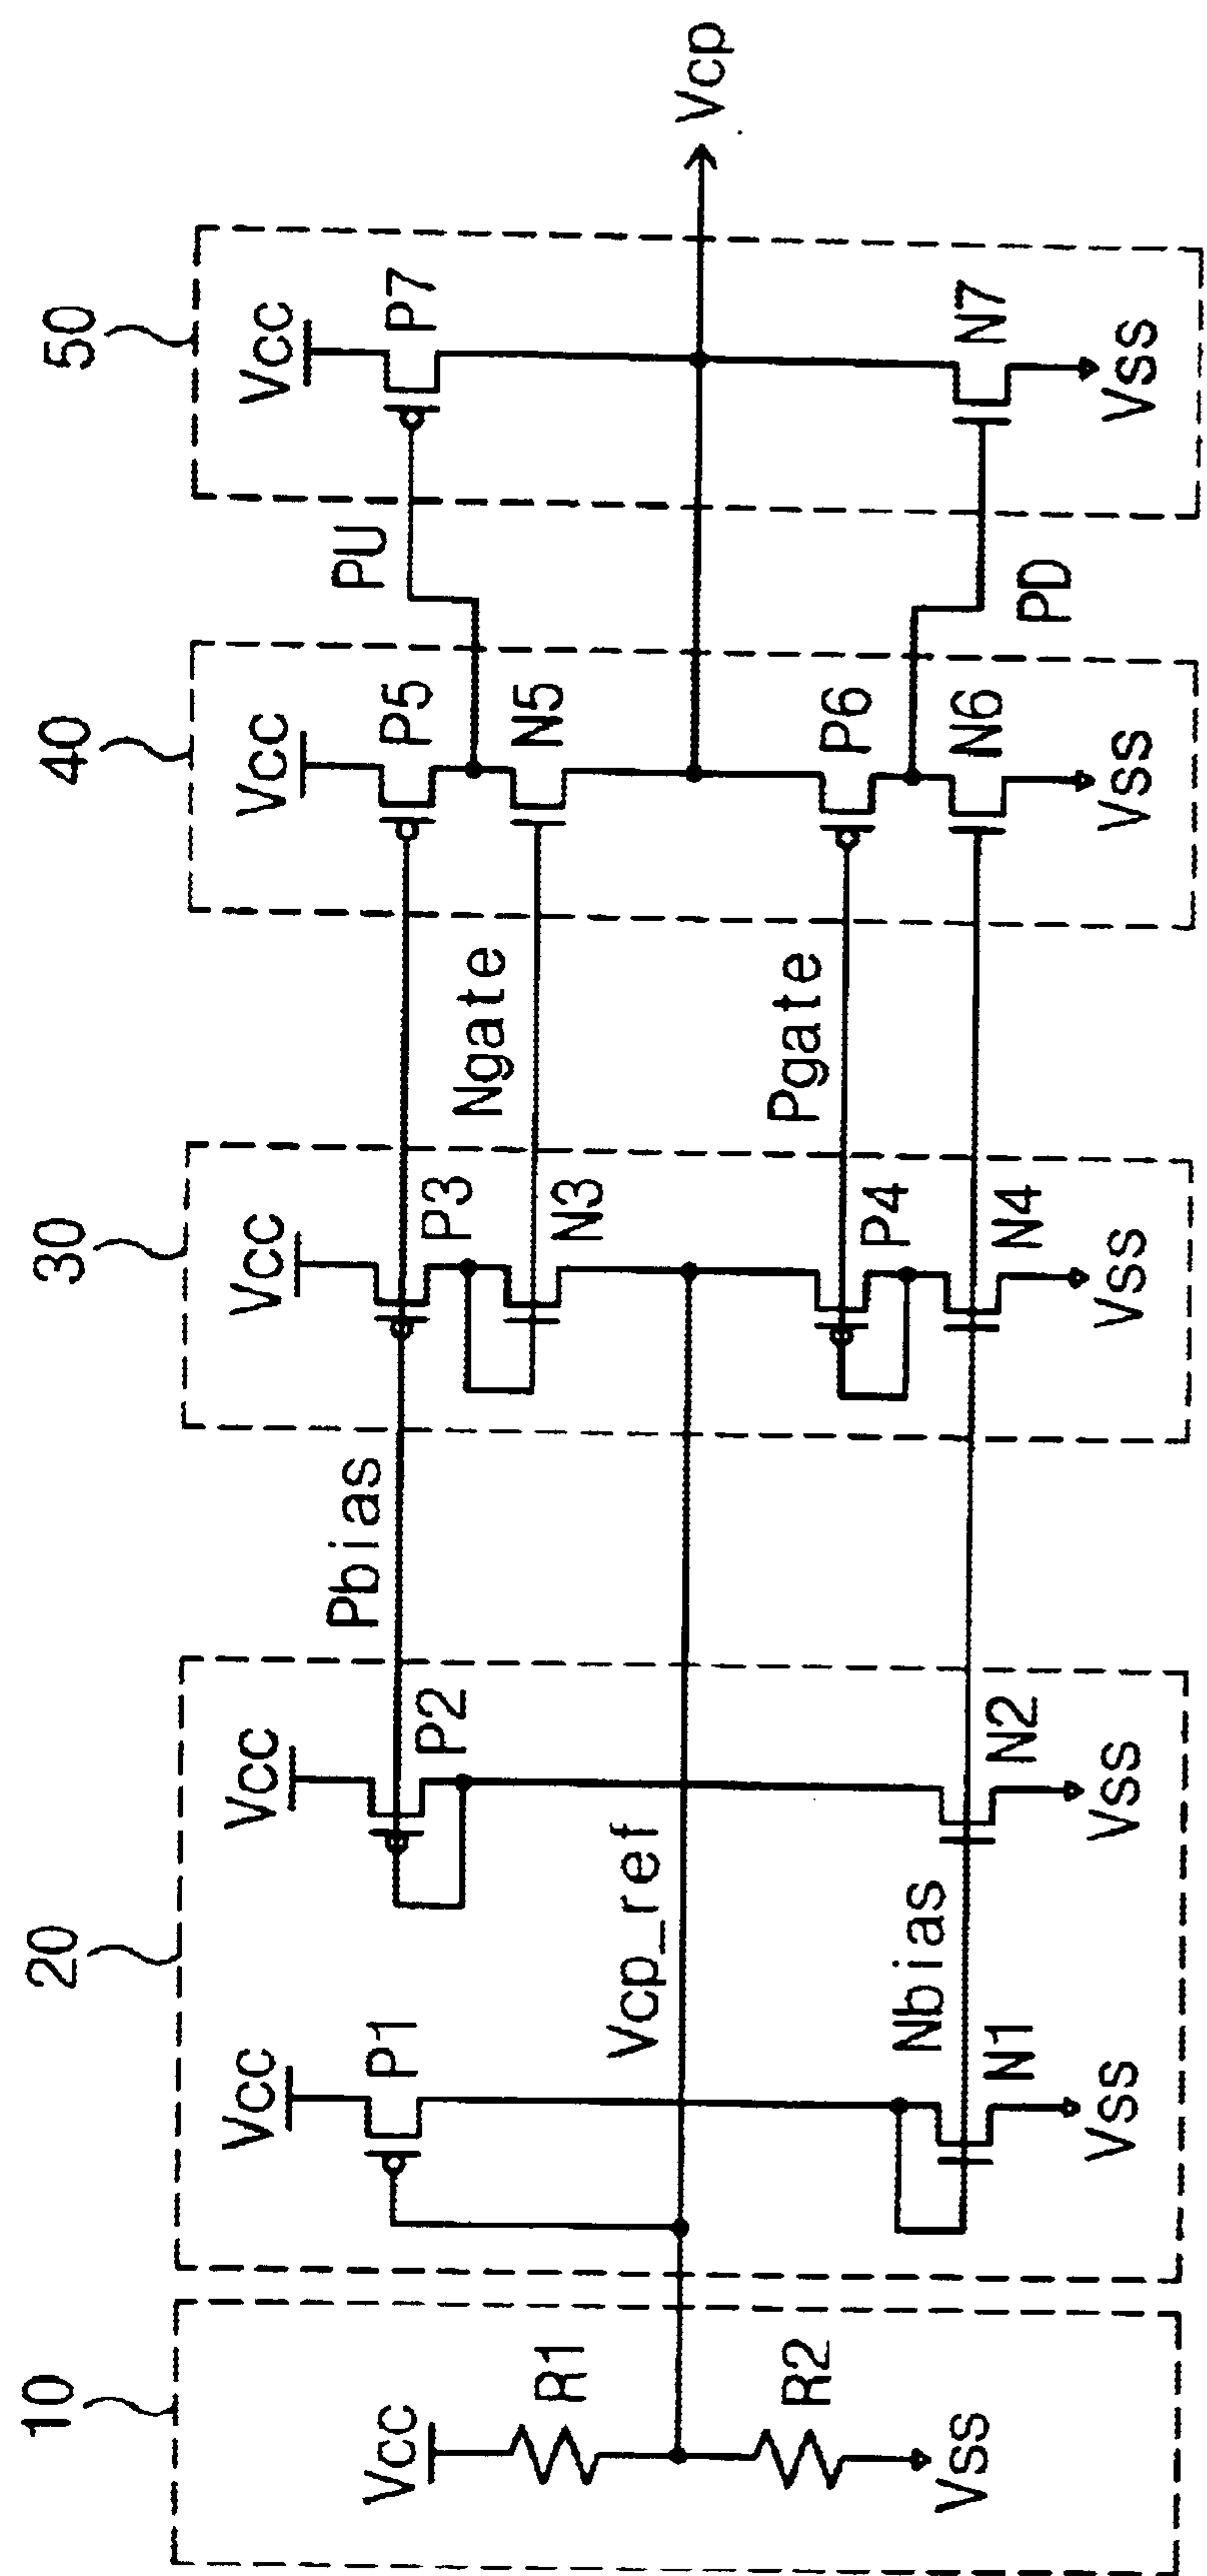 10
Vcc
R1
R2
Vss
20
Vcc
P1
Vcp_ref
Nbias
N1
Vss
Vcc
P2
N2
Vss
Pbias
30
Vcc
P3
N3
P4
N4
Vss
Ngate
Pgate
40
Vcc
P5
N5
P6
N6
Vss
PU
PD
50
Vcc
P7
N7
Vss
Vcp